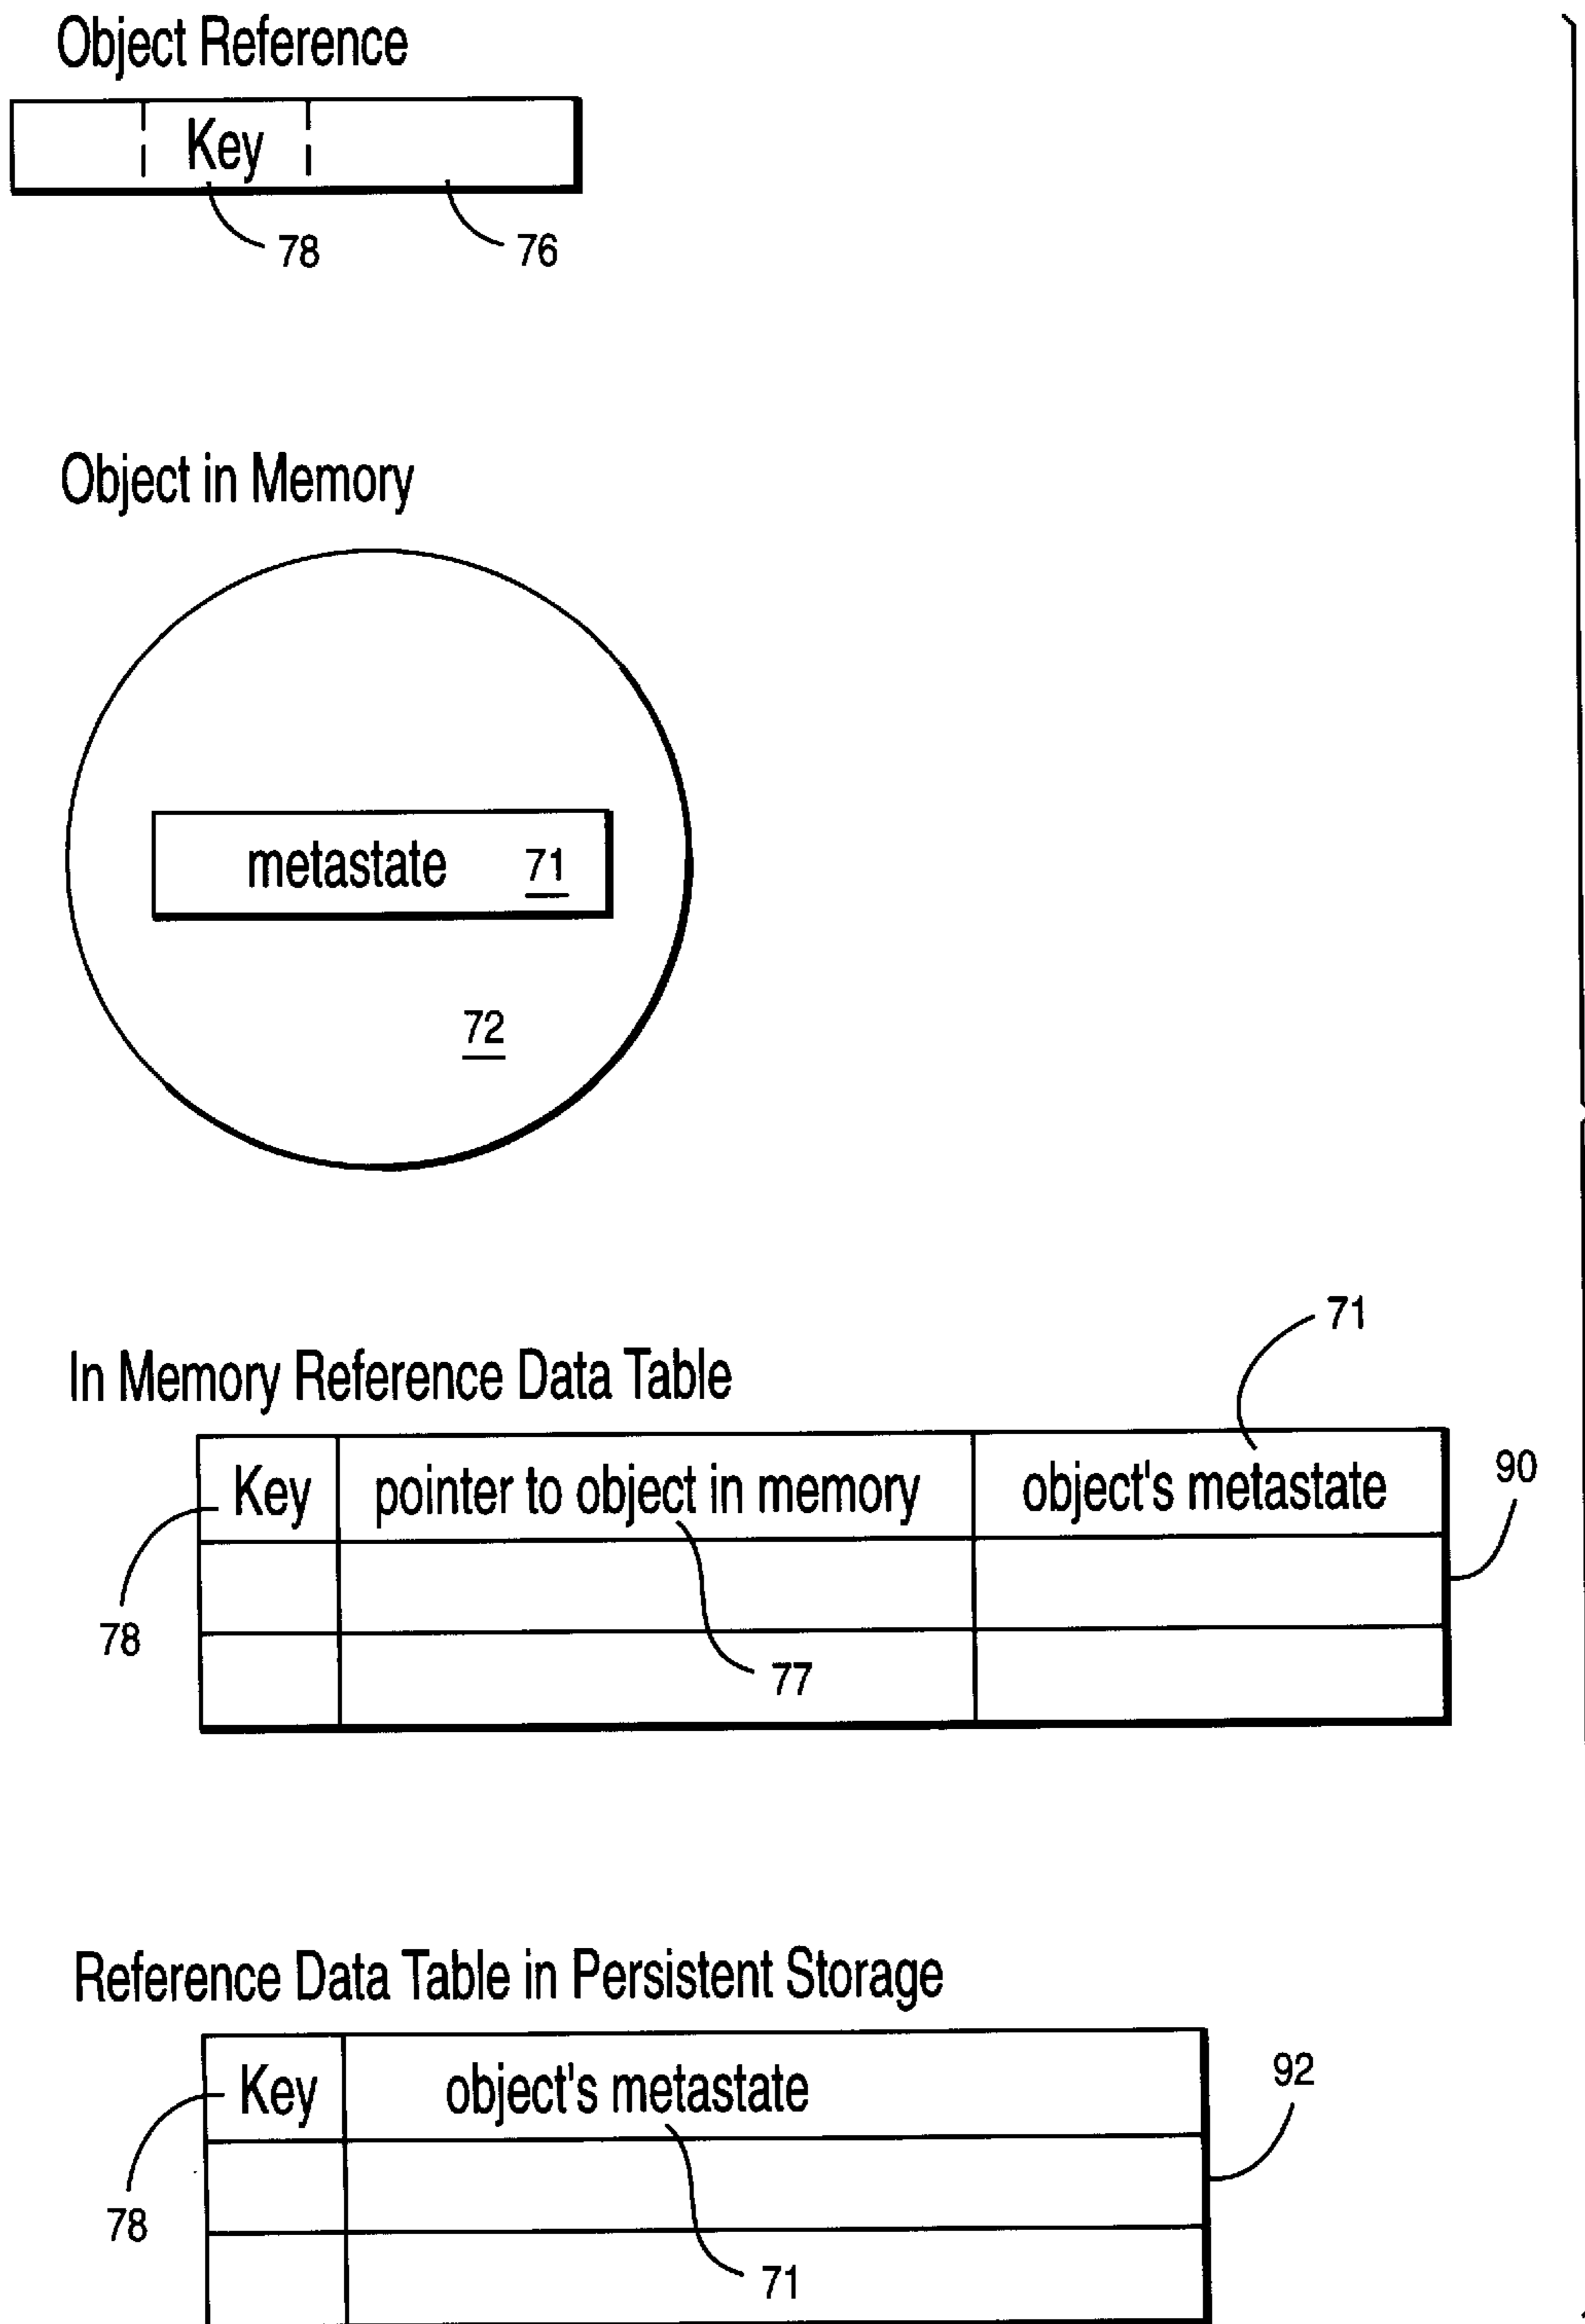 Object Reference
Key
78
76
Object in Memory
metastate 71
72
71
In Memory Reference Data Table
Key pointer to object in memory object's metastate
90
78
77
Reference Data Table in Persistent Storage
Key object's metastate
92
78
71